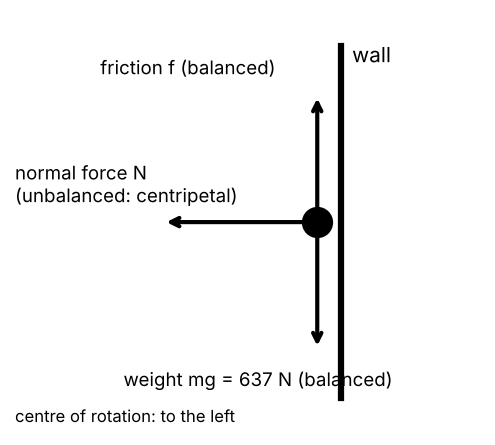 wall
friction f (balanced)
normal force N
(unbalanced: centripetal)
weight mg = 637 N (balanced)
centre of rotation: to the left